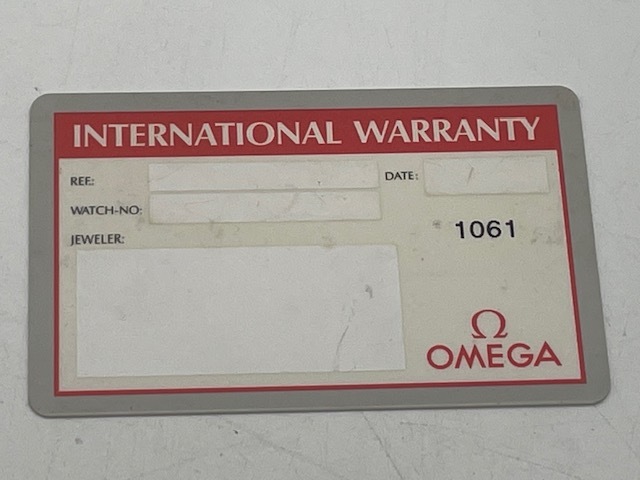 INTERNATIONAL WARRANTY
REF.:
DATE:
WATCH-NO:
1061
JEWELER:
Ω
OMEGA